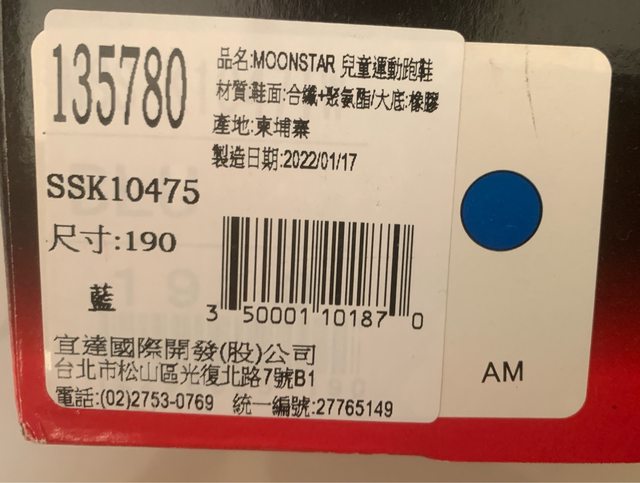 135780
品名:MOONSTAR 兒童運動跑鞋
材質:鞋面:合纖+聚氨酯/大底:橡膠
產地:柬埔寨
製造日期:2022/01/17
SSK10475
尺寸:190
藍
3 50001 10187 0
宜達國際開發(股)公司
台北市松山區光復北路7號B1
電話:(02)2753-0769 統一編號:27765149
AM